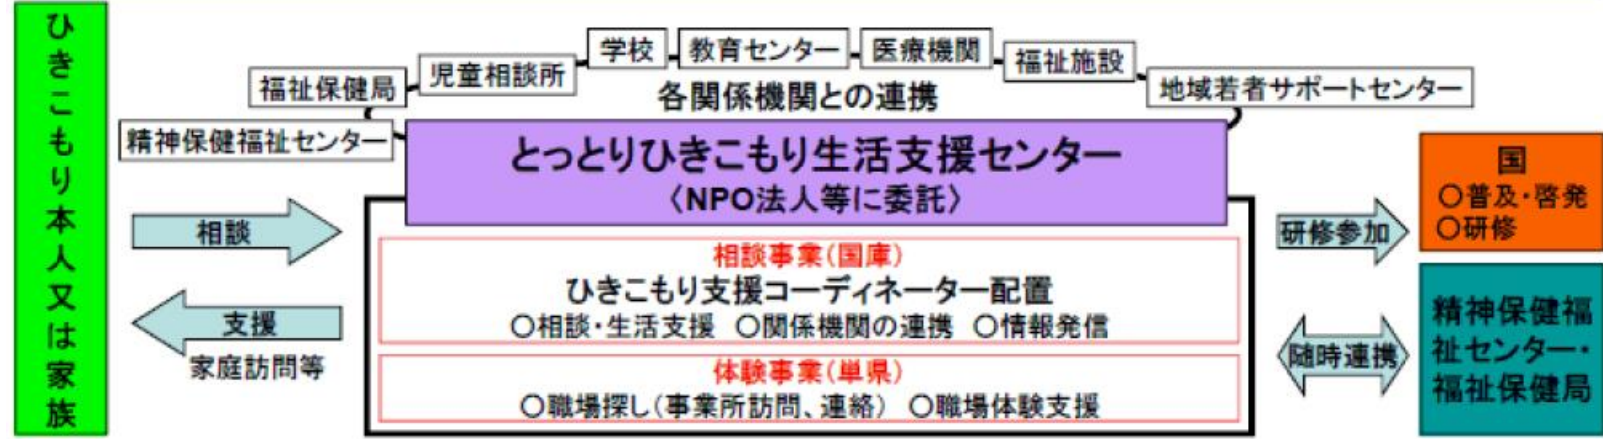 ひきこもり本人又は家族
学校
教育センター
医療機関
児童相談所
福祉施設
福祉保健局
地域若者サポートセンター
各関係機関との連携
精神保健福祉センター
とっとりひきこもり生活支援センター
〈NPO法人等に委託〉
相談
支援
家庭訪問等
相談事業(国庫)
ひきこもり支援コーディネーター配置
○相談・生活支援 ○関係機関の連携 ○情報発信
体験事業(単県)
○職場探し(事業所訪問、連絡) ○職場体験支援
研修参加
随時連携
国
○普及・啓発
○研修
精神保健福
祉センター・
福祉保健局